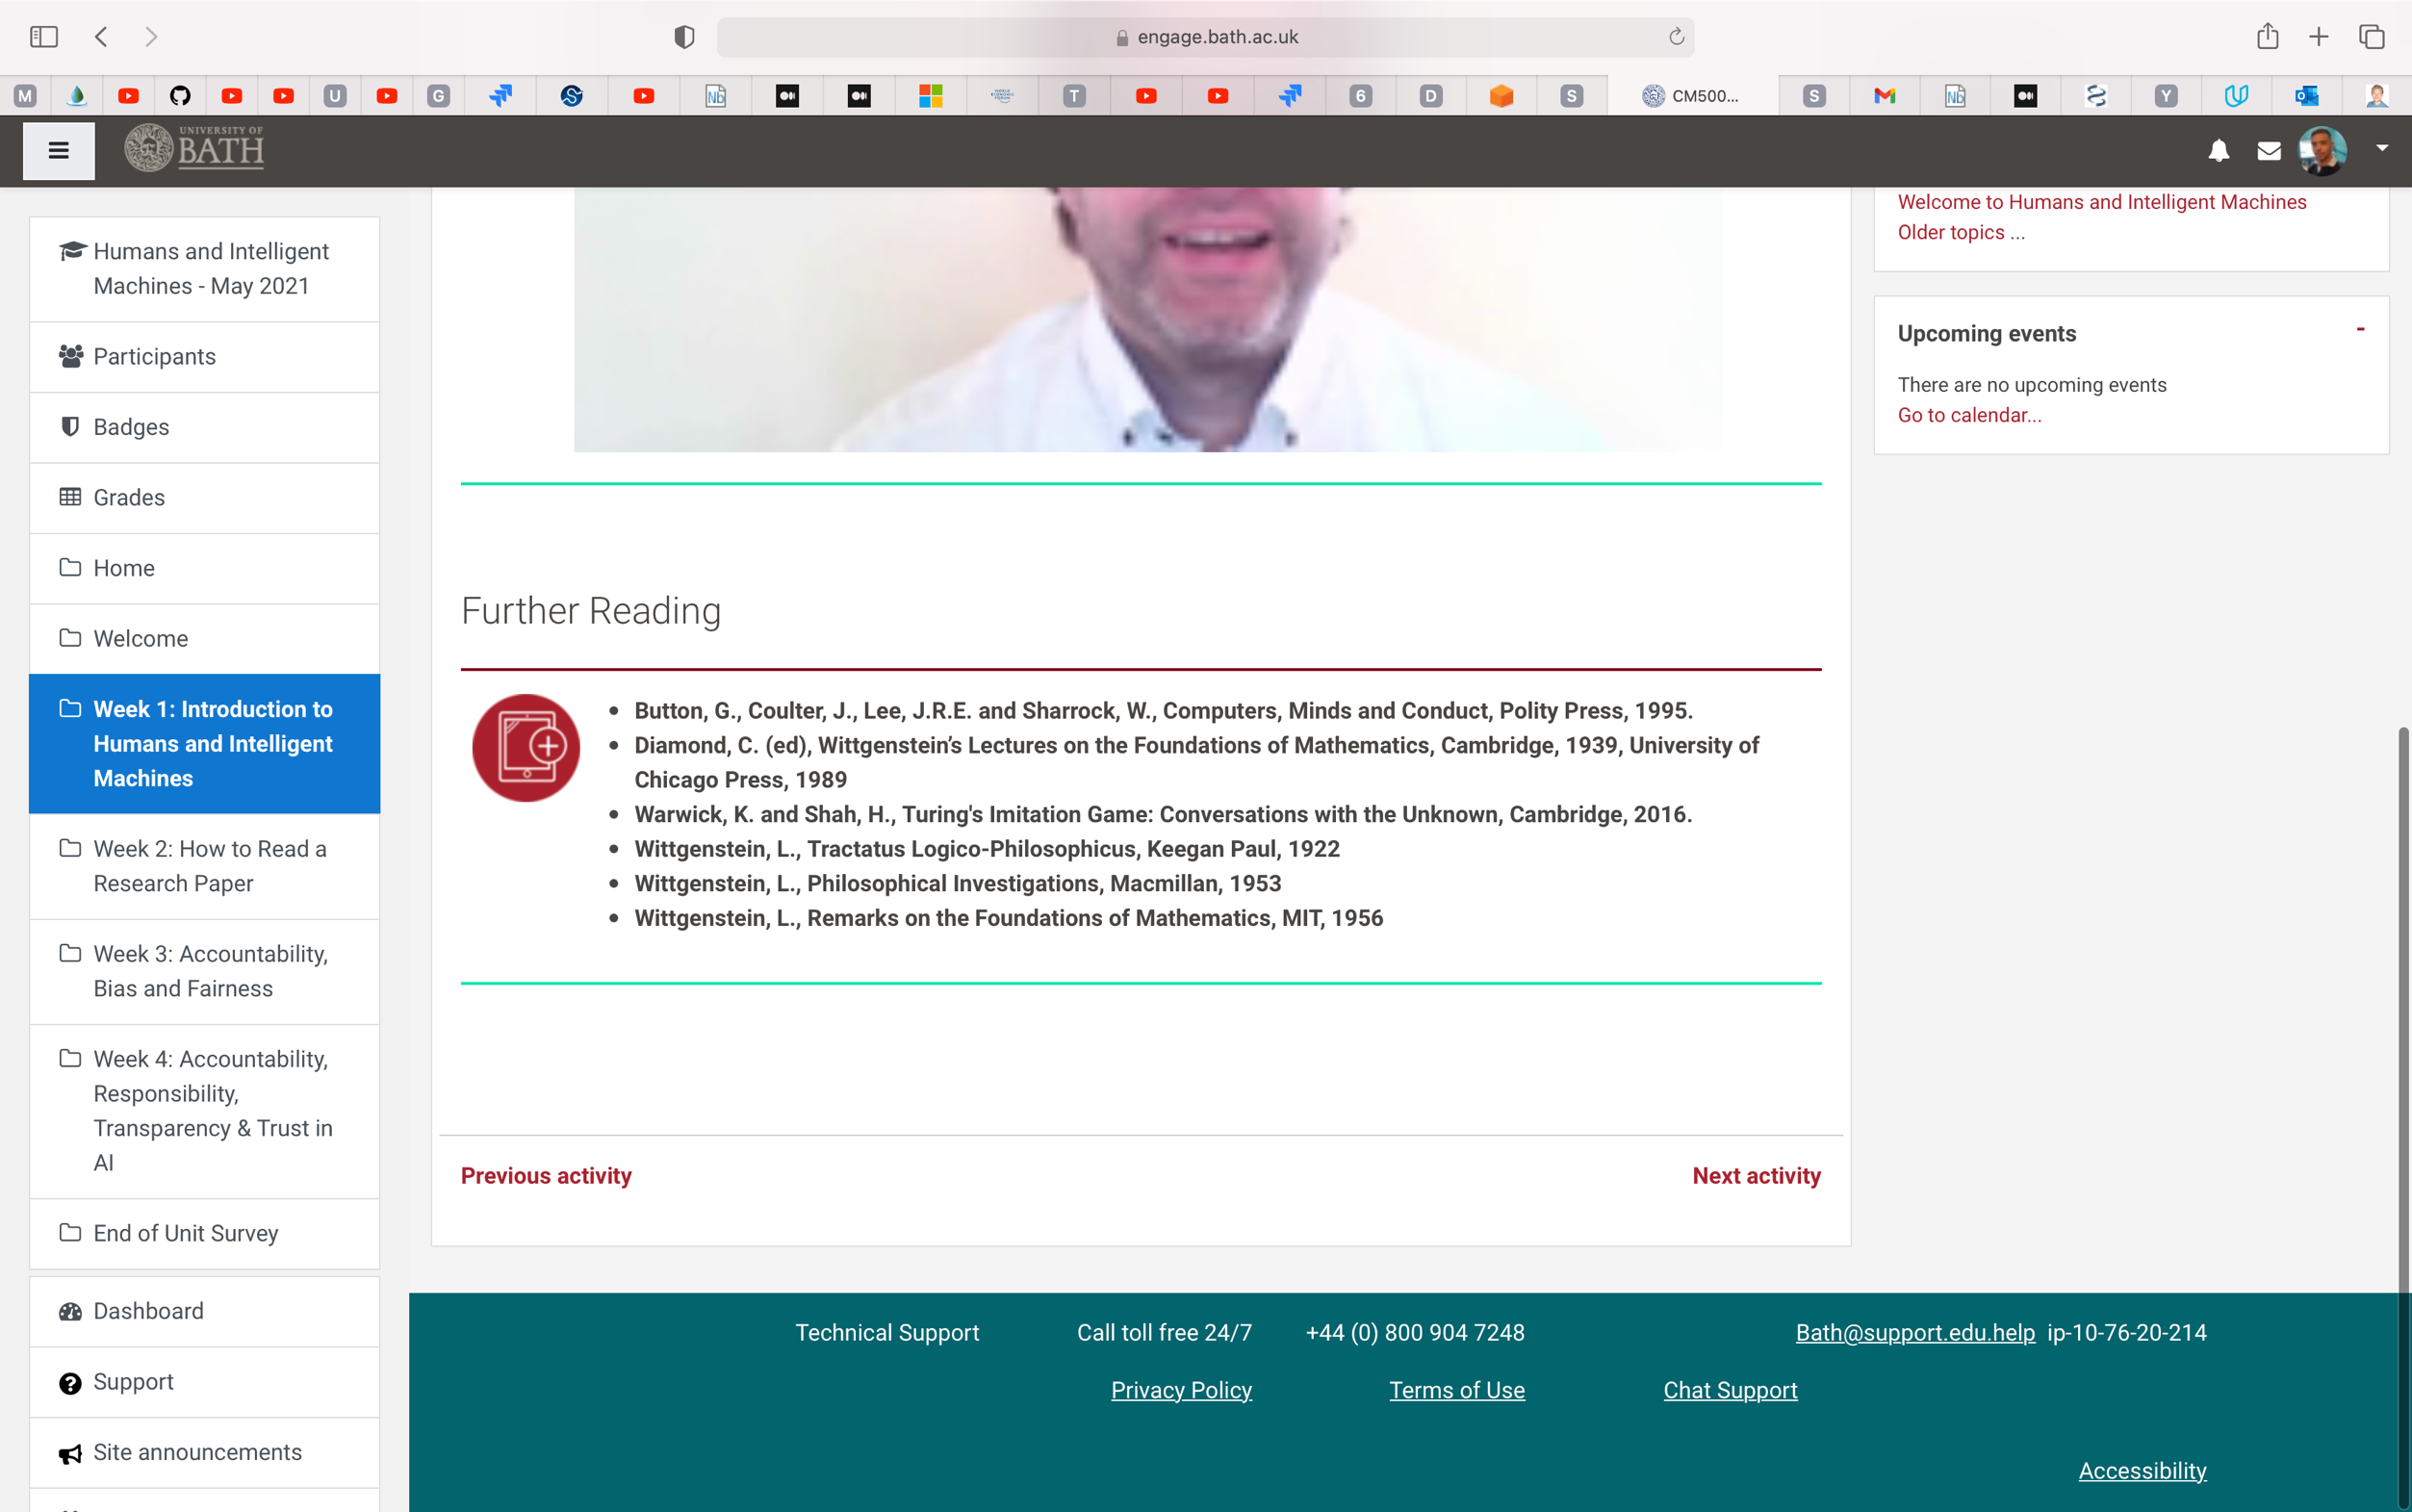 engage.bath.ac.uk
M
U
G
Nb
T
6
D
S
CM500...
S
Nb
Y
UNIVERSITY OF
BATH
Humans and Intelligent
Machines - May 2021
Participants
Badges
Grades
Home
Welcome
Week 1: Introduction to
Humans and Intelligent
Machines
Week 2: How to Read a
Research Paper
Week 3: Accountability,
Bias and Fairness
Week 4: Accountability,
Responsibility,
Transparency & Trust in
AI
End of Unit Survey
Dashboard
Support
Site announcements
Further Reading
Button, G., Coulter, J., Lee, J.R.E. and Sharrock, W., Computers, Minds and Conduct, Polity Press, 1995.
Diamond, C. (ed), Wittgenstein's Lectures on the Foundations of Mathematics, Cambridge, 1939, University of
Chicago Press, 1989
Warwick, K. and Shah, H., Turing's Imitation Game: Conversations with the Unknown, Cambridge, 2016.
Wittgenstein, L., Tractatus Logico-Philosophicus, Keegan Paul, 1922
Wittgenstein, L., Philosophical Investigations, Macmillan, 1953
Wittgenstein, L., Remarks on the Foundations of Mathematics, MIT, 1956
Previous activity
Next activity
Welcome to Humans and Intelligent Machines
Older topics ...
Upcoming events
-
There are no upcoming events
Go to calendar...
Technical Support
Call toll free 24/7
+44 (0) 800 904 7248
Bath@support.edu.help ip-10-76-20-214
Privacy Policy
Terms of Use
Chat Support
Accessibility